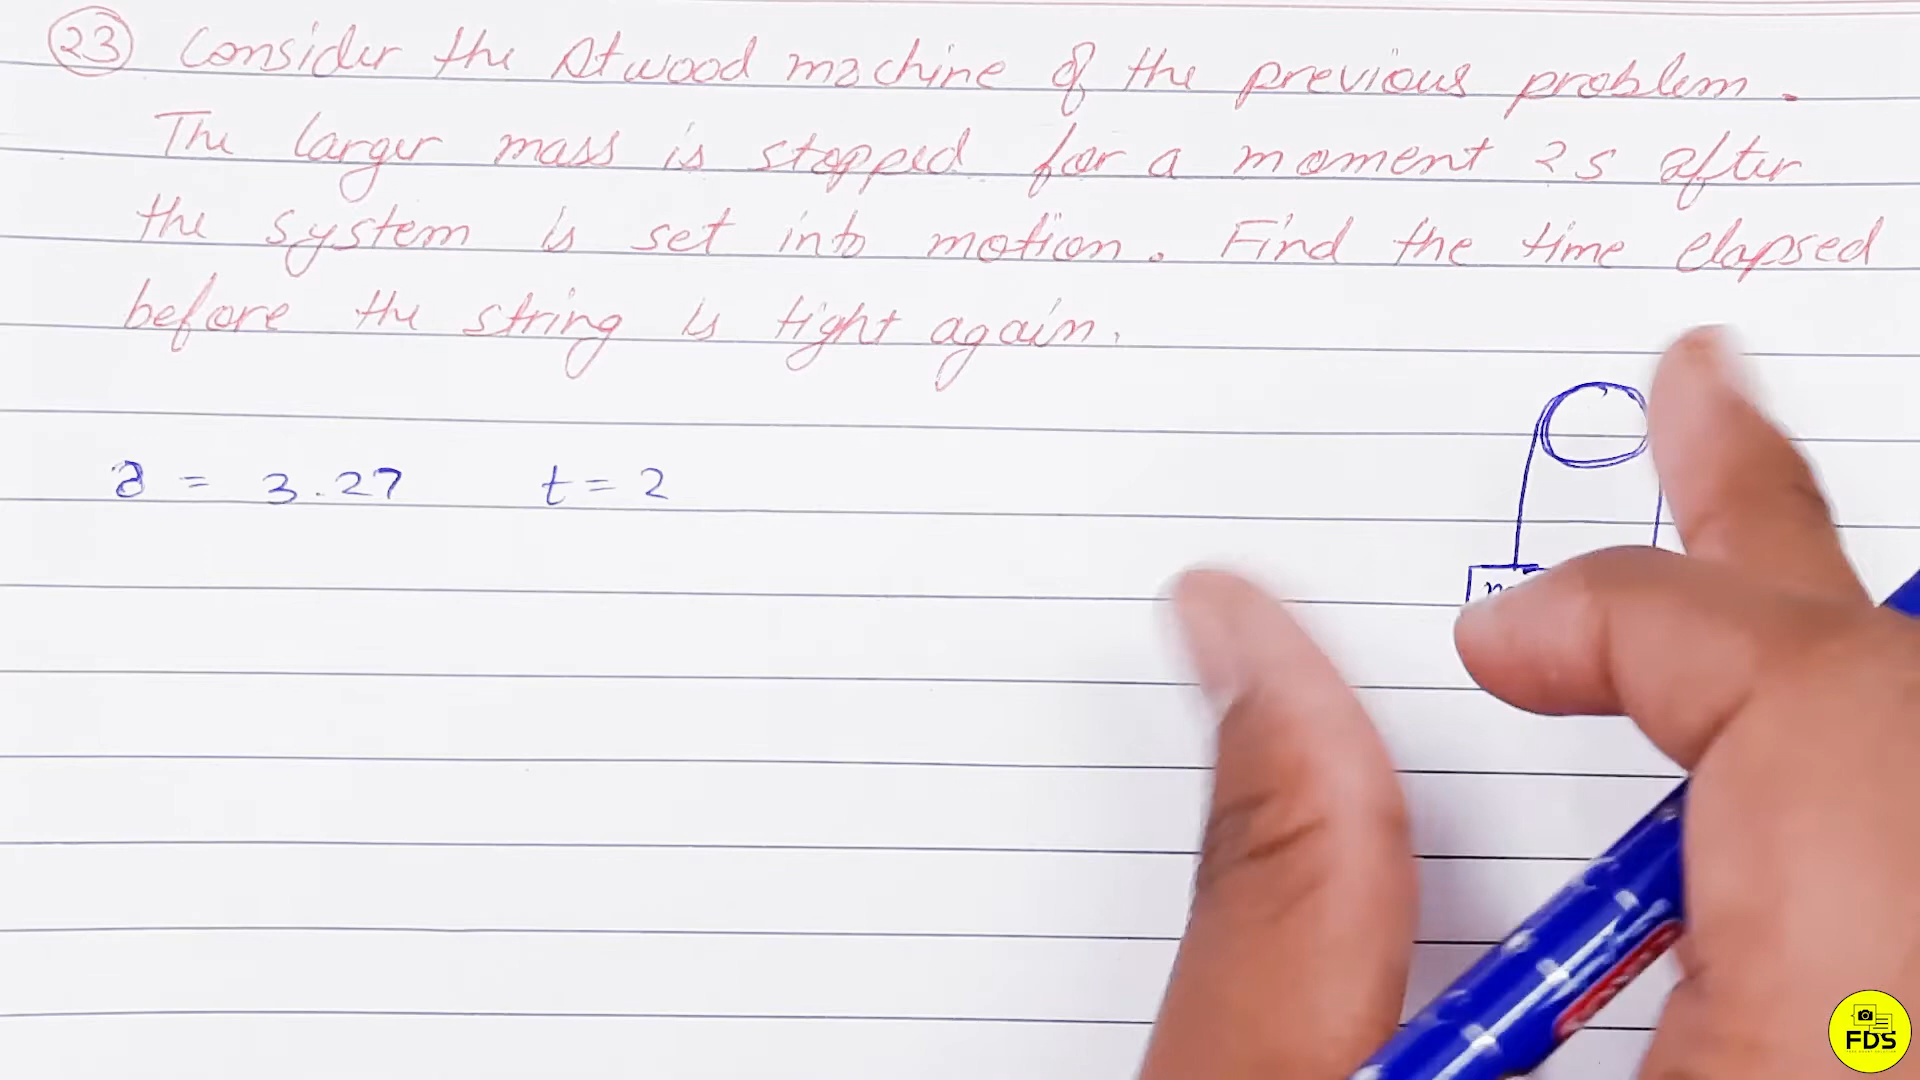 23 Consider the Atwood machine of the previous problem.
The larger mass is stopped for a moment 2s after
the system is set into motion. Find the time elapsed
before the string is tight again.
a = 3.27 t = 2
FDS